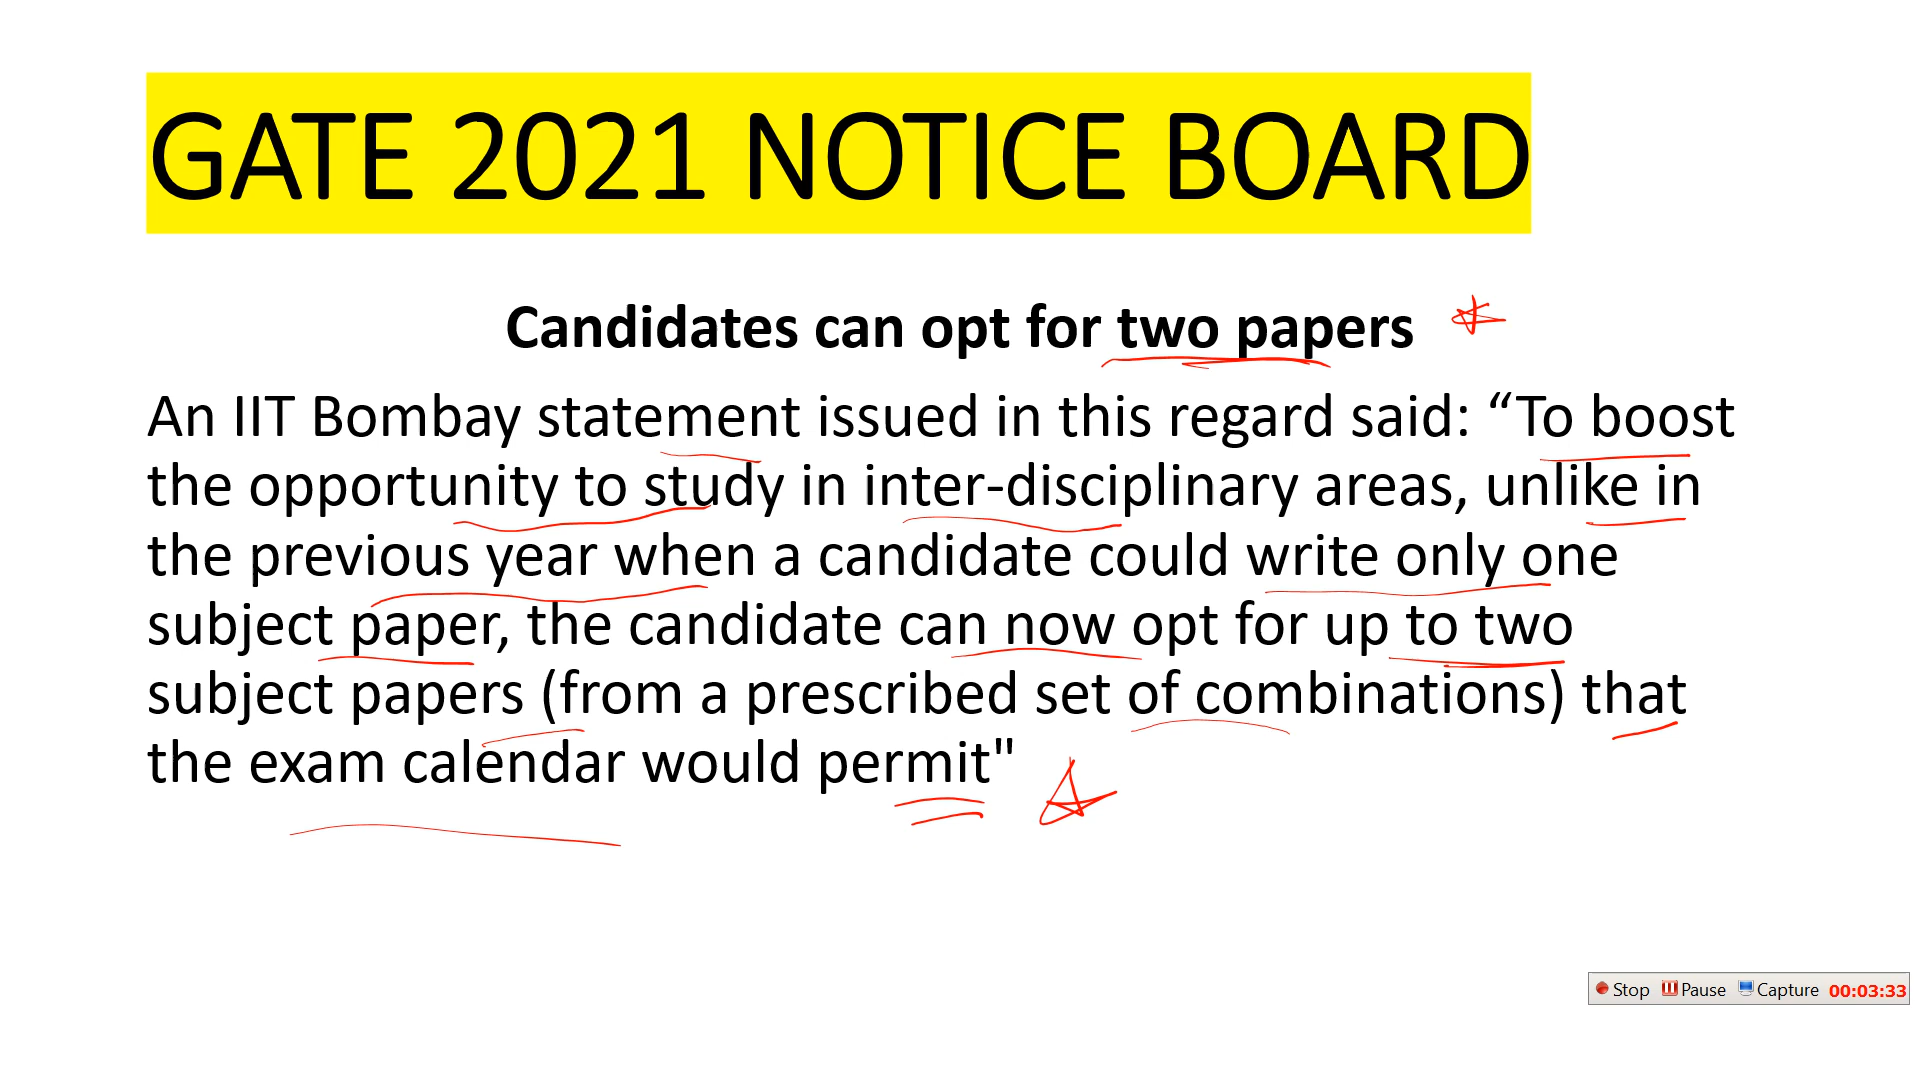 GATE 2021 NOTICE BOARD
Candidates can opt for two papers
An IIT Bombay statement issued in this regard said: “To boost
the opportunity to study in inter-disciplinary areas, unlike in
the previous year when a candidate could write only one
subject paper, the candidate can now opt for up to two
subject papers (from a prescribed set of combinations) that
the exam calendar would permit"
Stop Pause Capture 00:03:33